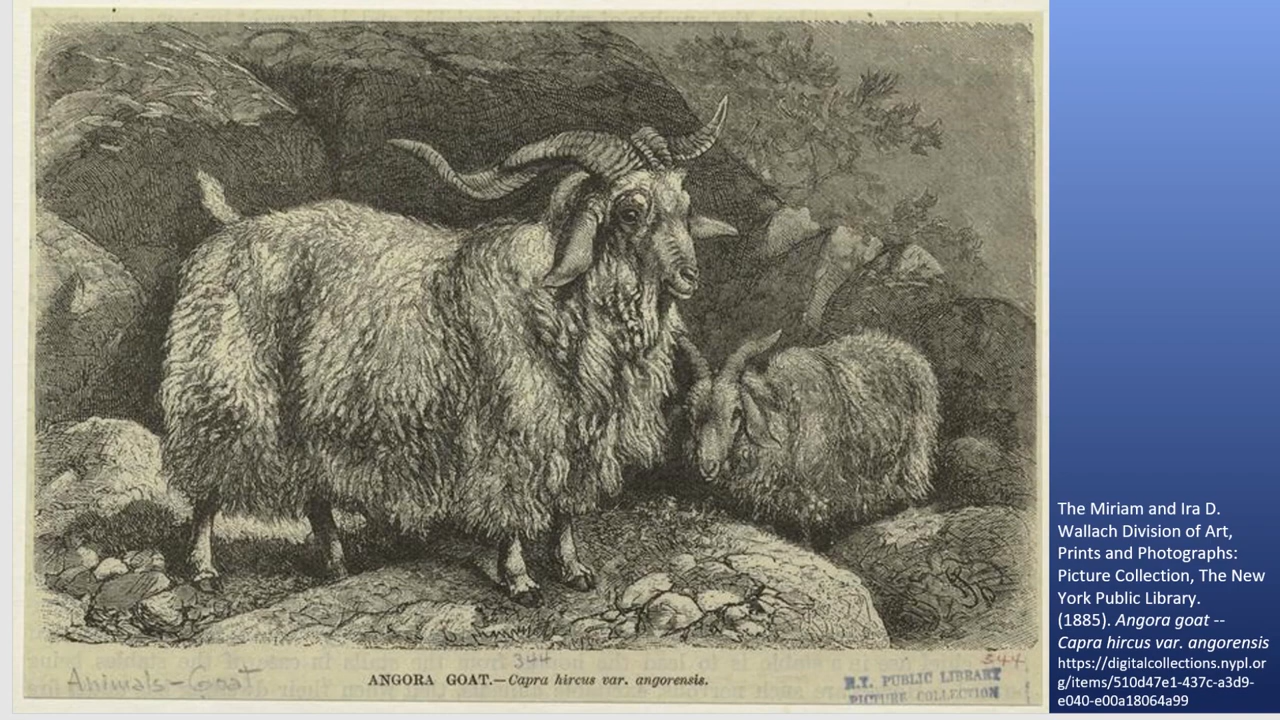 344
344
Animals-Goat
ANGORA GOAT.—Capra hircus var. angorensis.
N.Y. PUBLIC LIBRARY
PICTURE COLLECTION
The Miriam and Ira D.
Wallach Division of Art,
Prints and Photographs:
Picture Collection, The New
York Public Library.
(1885). Angora goat --
Capra hircus var. angorensis
https://digitalcollections.nypl.or
g/items/510d47e1-437c-a3d9-
e040-e00a18064a99